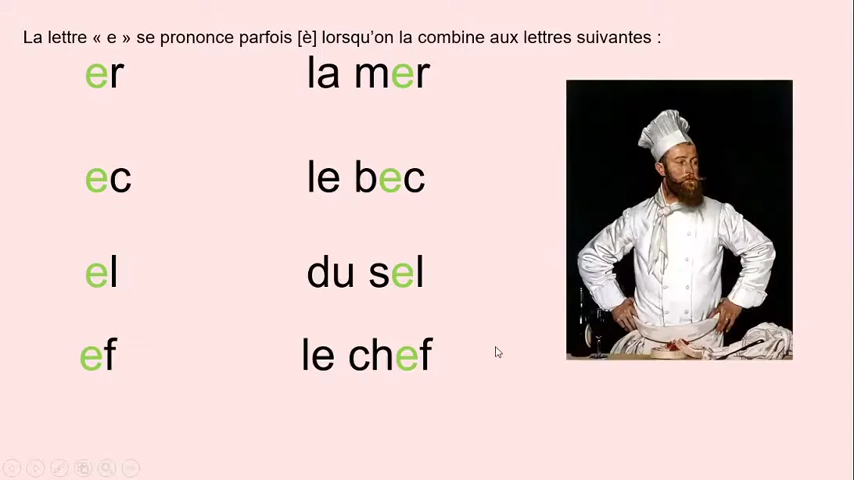 La lettre « e » se prononce parfois [è] lorsqu'on la combine aux lettres suivantes :
er la mer
ec le bec
el du sel
ef le chef